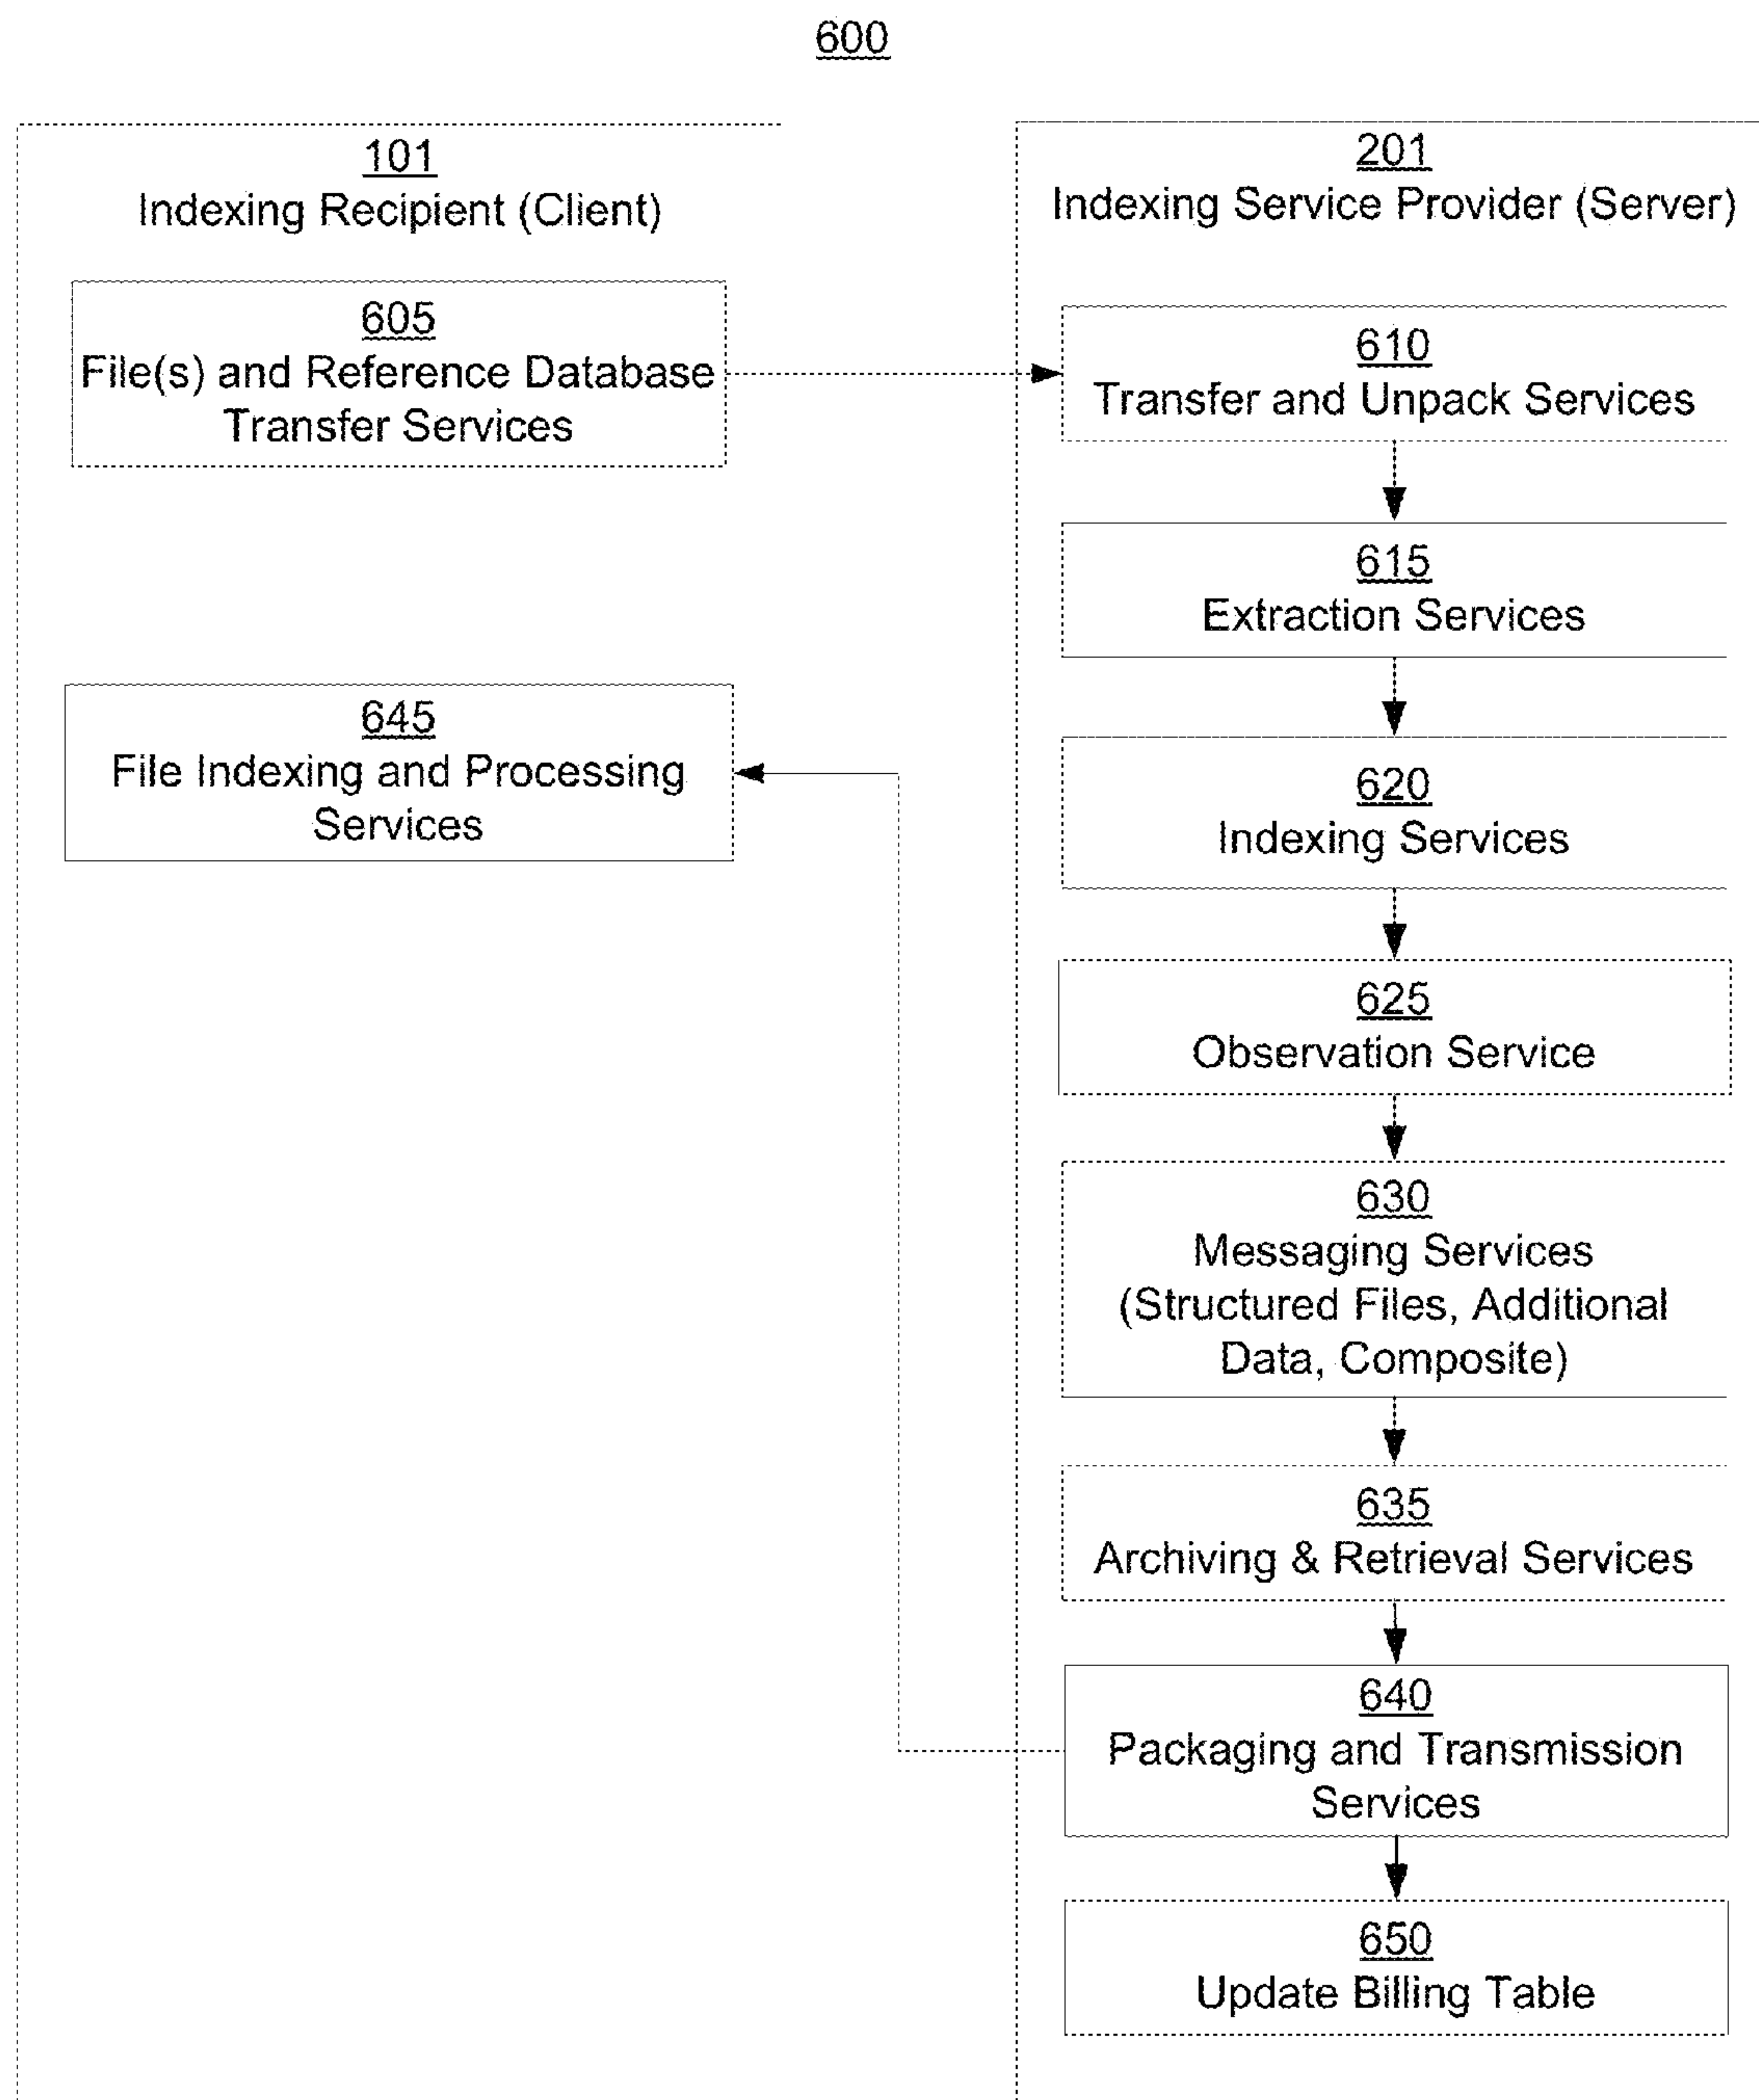 600
101
Indexing Recipient (Client)
605
File(s) and Reference Database
Transfer Services
645
File Indexing and Processing
Services
201
Indexing Service Provider (Server)
610
Transfer and Unpack Services
615
Extraction Services
620
Indexing Services
625
Observation Service
630
Messaging Services
(Structured Files, Additional
Data, Composite)
635
Archiving & Retrieval Services
640
Packaging and Transmission
Services
650
Update Billing Table